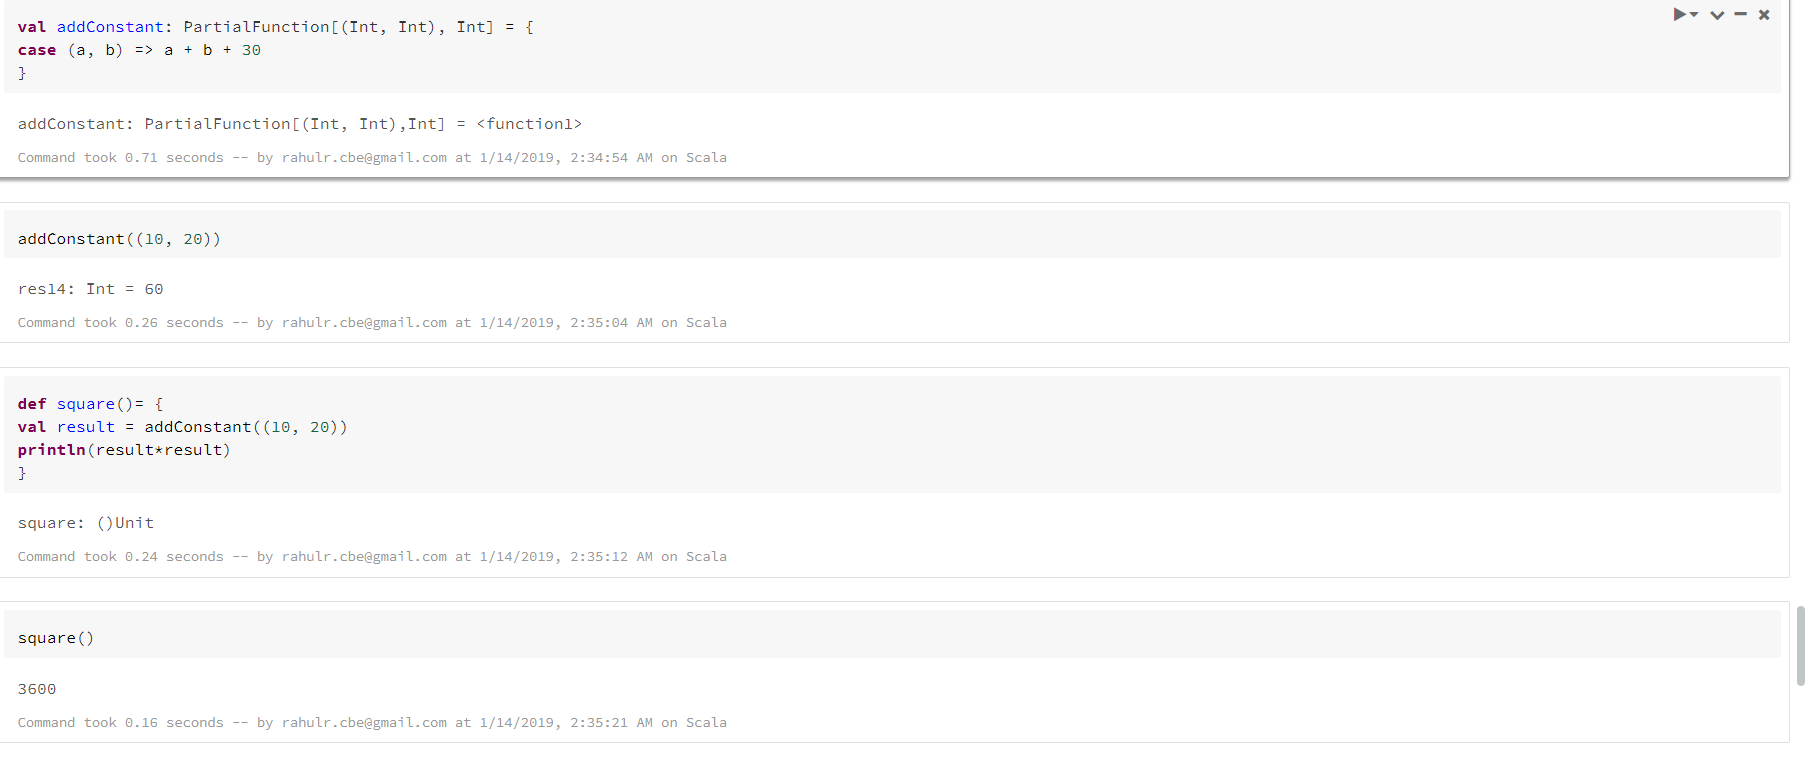 val addConstant: PartialFunction[(Int, Int), Int] = {
case (a, b) => a + b + 30
}
addConstant: PartialFunction[(Int, Int),Int] = <function1>
Command took 0.71 seconds -- by rahulr.cbe@gmail.com at 1/14/2019, 2:34:54 AM on Scala
addConstant((10, 20))
res14: Int = 60
Command took 0.26 seconds -- by rahulr.cbe@gmail.com at 1/14/2019, 2:35:04 AM on Scala
def square()= {
val result = addConstant((10, 20))
println(result*result)
}
square: ()Unit
Command took 0.24 seconds -- by rahulr.cbe@gmail.com at 1/14/2019, 2:35:12 AM on Scala
square()
3600
Command took 0.16 seconds -- by rahulr.cbe@gmail.com at 1/14/2019, 2:35:21 AM on Scala